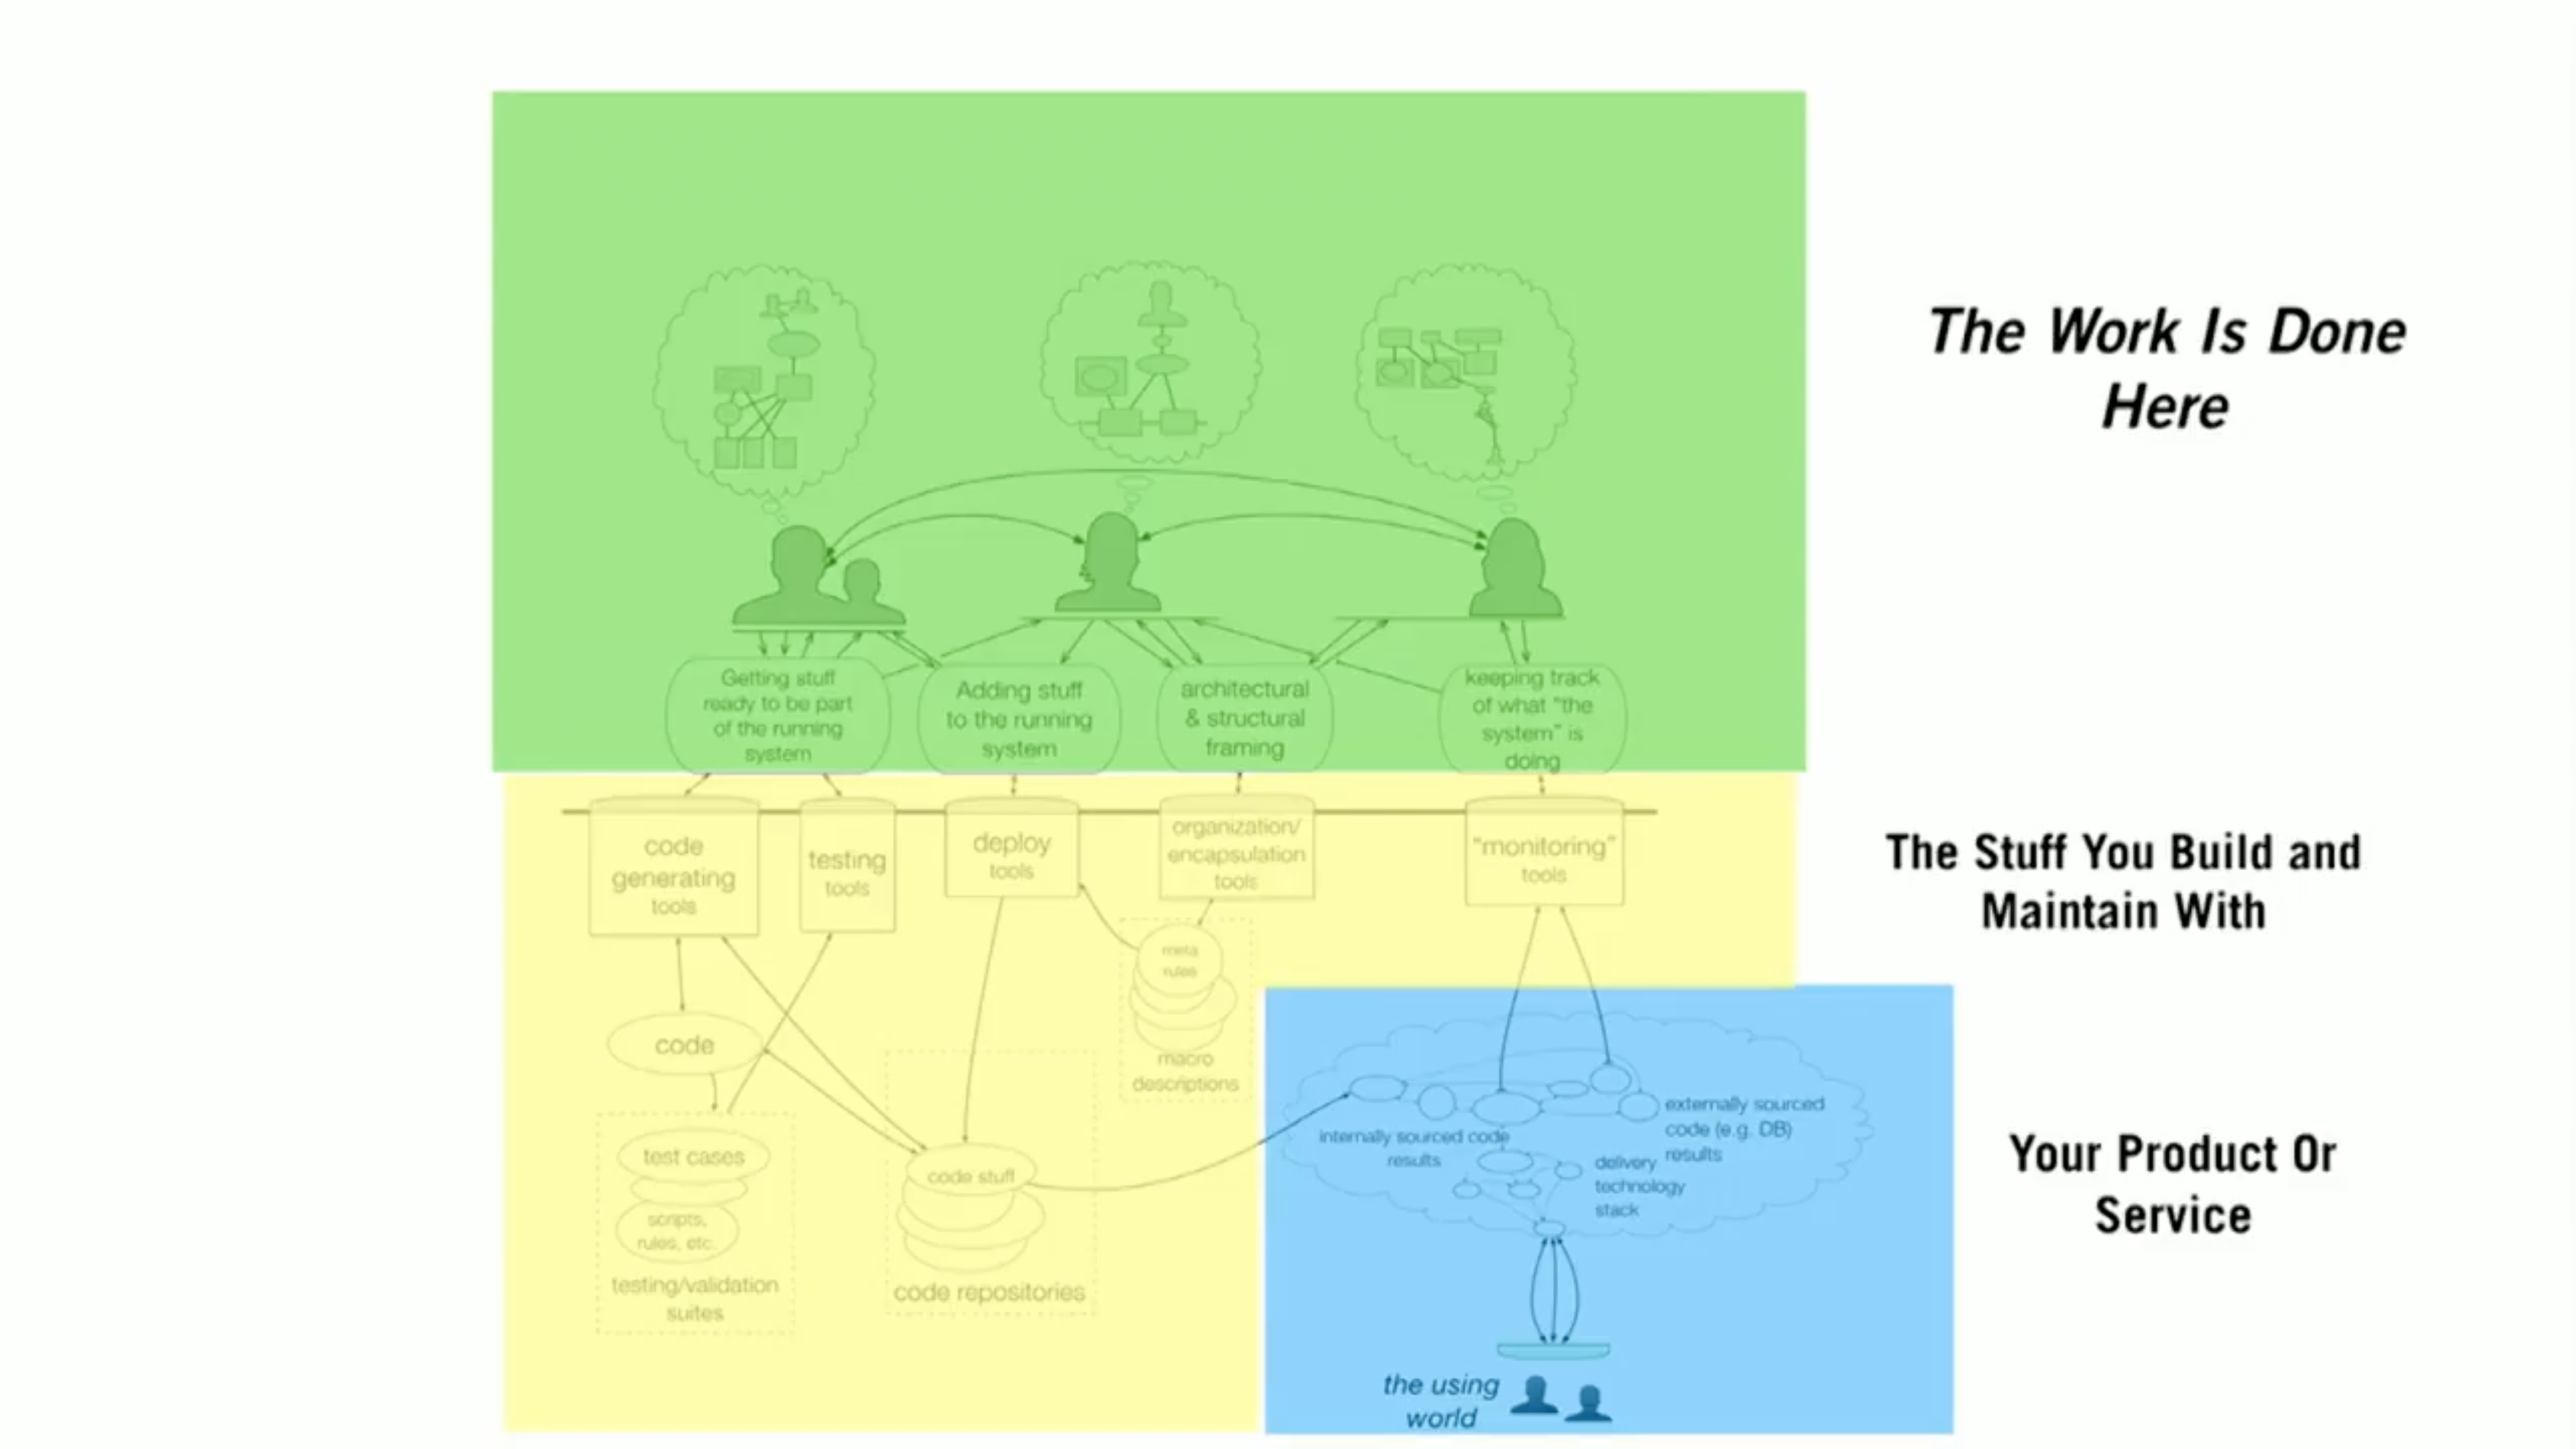 The Work Is Done
Here
Getting stuff
ready to be part
of the running
system
Adding stuff
to the running
system
architectural
& structural
framing
keeping track
of what "the
system" is
doing
code
generating
tools
testing
tools
deploy
tools
organization/
encapsulation
tools
"monitoring"
tools
The Stuff You Build and
Maintain With
meta
rules
macro
descriptions
code
test cases
scripts,
rules, etc.
testing/validation
suites
code stuff
code repositories
internally sourced code
results
externally sourced
code (e.g. DB)
results
delivery
technology
stack
Your Product Or
Service
the using
world